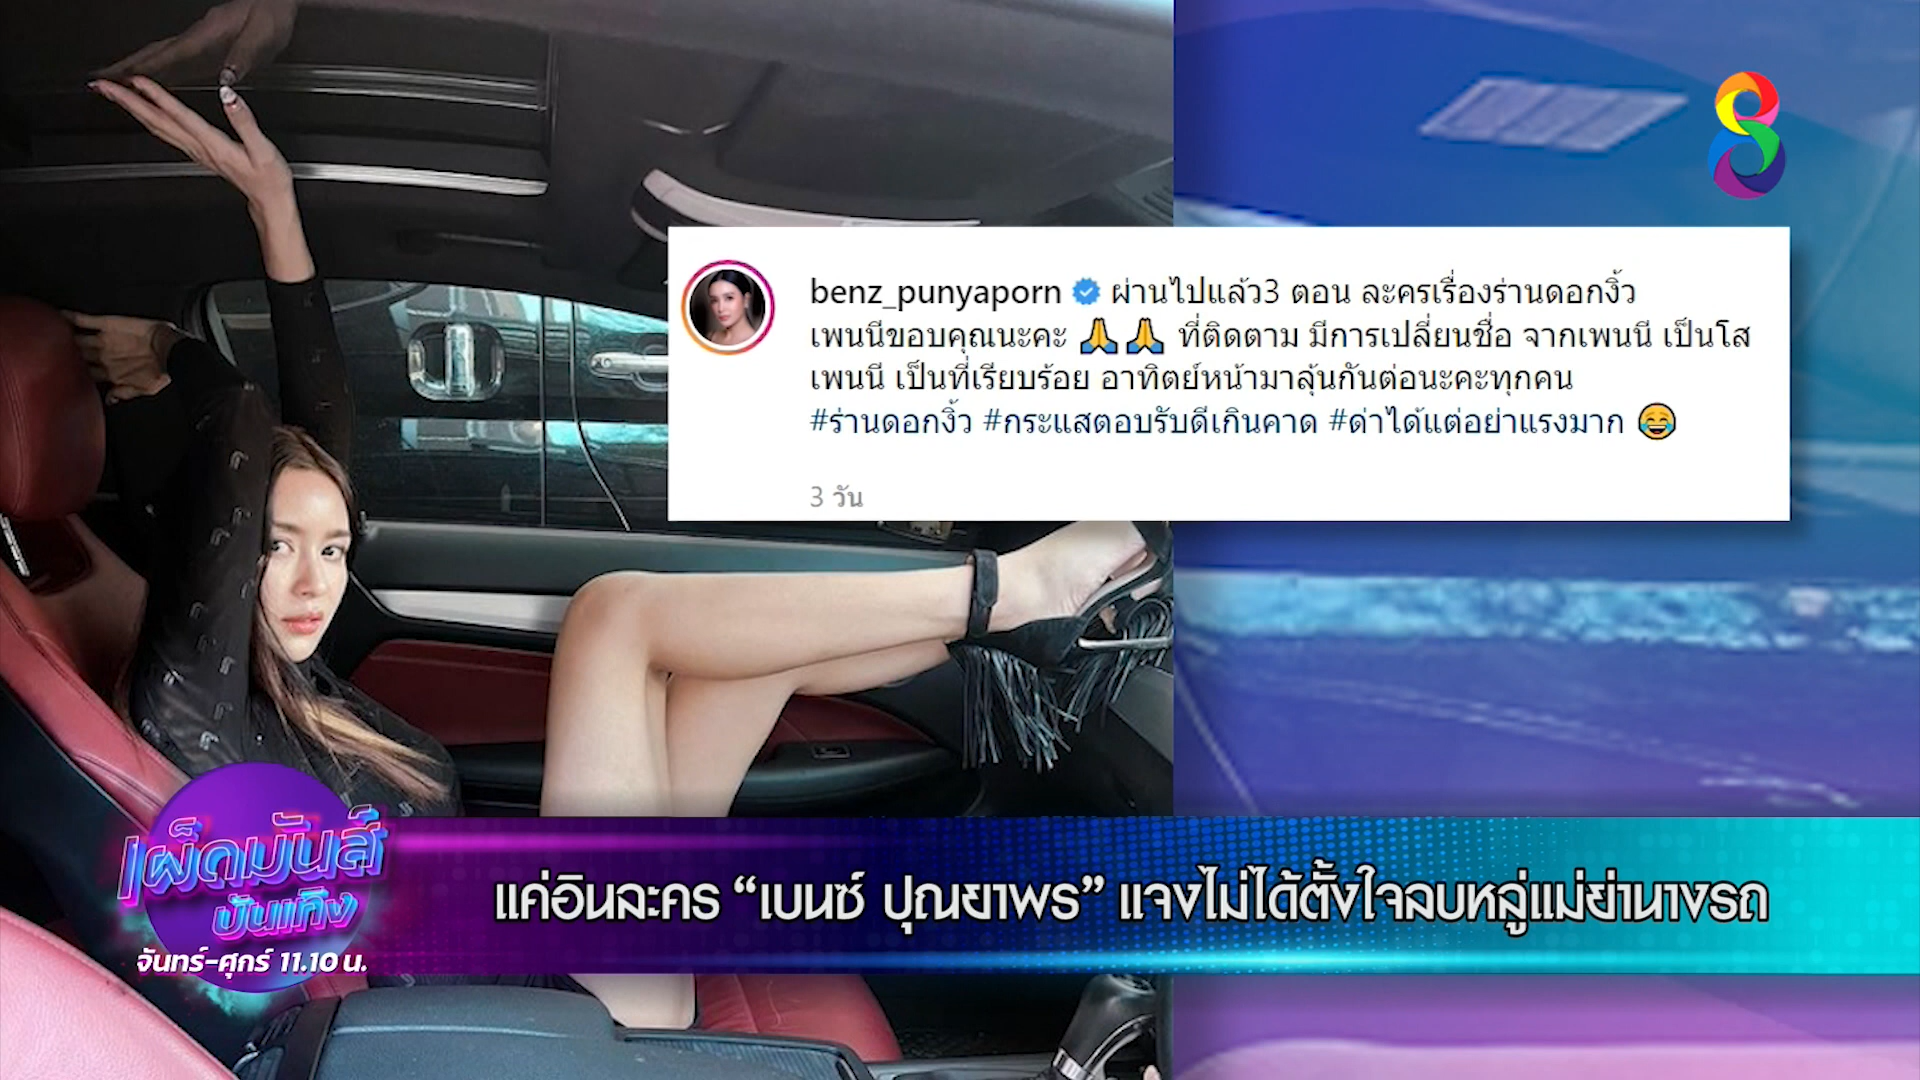 8
benz_punyaporn ผ่านไปแล้ว3 ตอน ละครเรื่องร่านดอกงิ้ว
เพนนีขอบคุณนะคะ 🙏🙏 ที่ติดตาม มีการเปลี่ยนชื่อ จากเพนนี เป็นโส
เพนนี เป็นที่เรียบร้อย อาทิตย์หน้ามาลุ้นกันต่อนะคะทุกคน
#ร่านดอกงิ้ว #กระแสตอบรับดีเกินคาด #ด่าได้แต่อย่าแรงมาก 😂
3 วัน
เผ็ดมันส์
บันเทิง
จันทร์-ศุกร์ 11.10 น.
แค่อินละคร “เบนซ์ ปุณยาพร” แจงไม่ได้ตั้งใจลบหลู่แม่ย่านางรถ